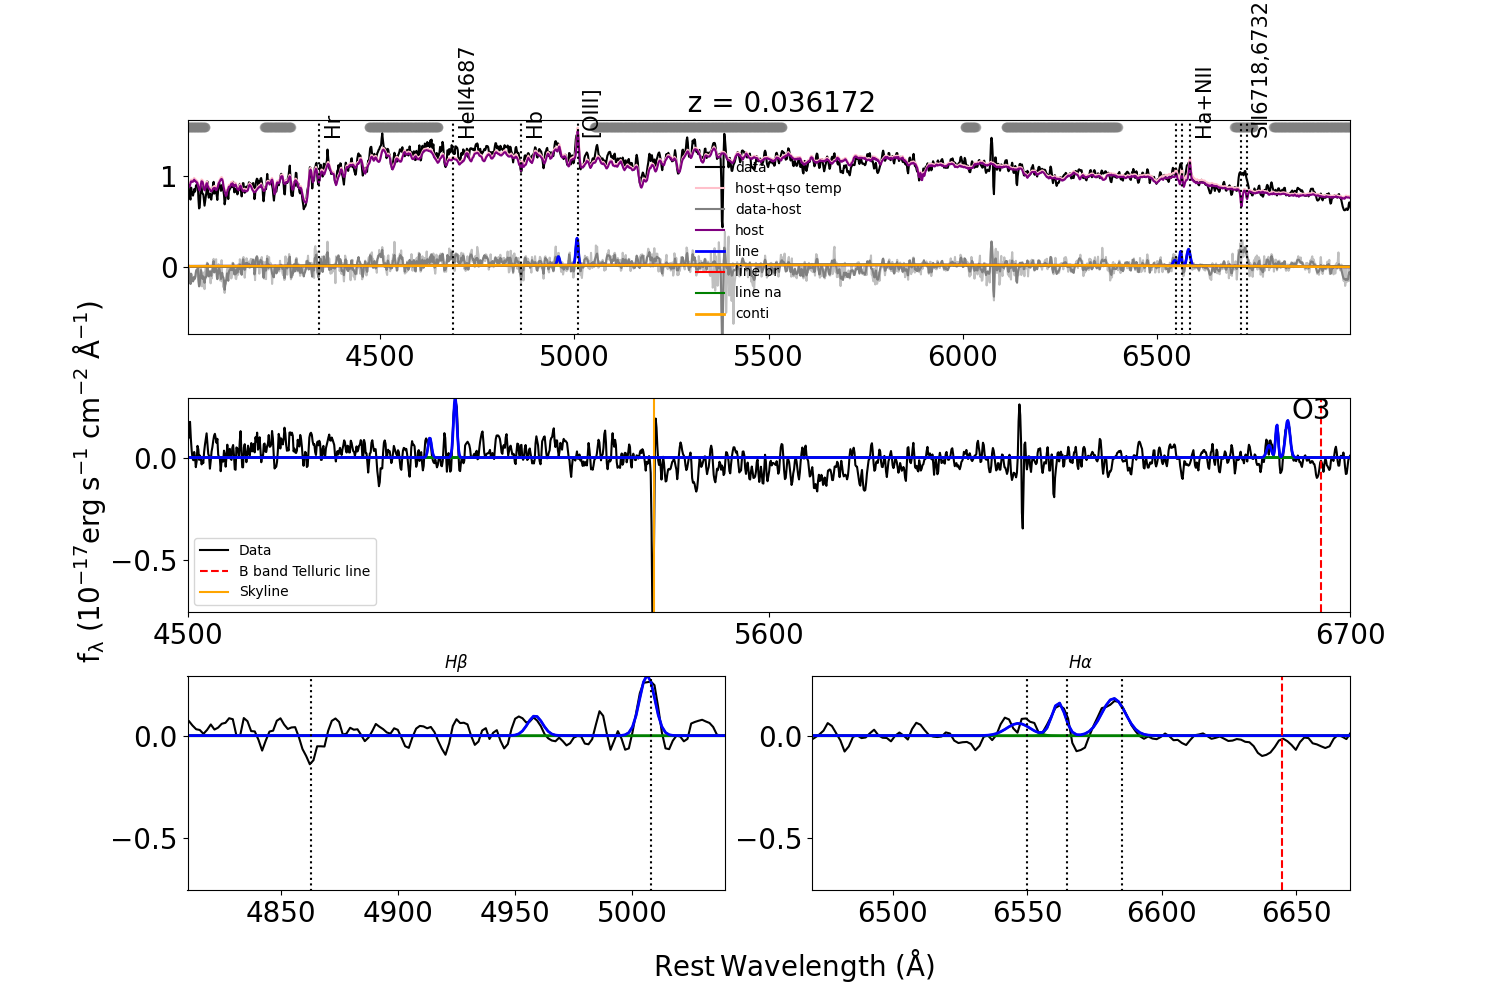 z = 0.036172
Hr
HeII4687
Hb
[OIII]
Ha+NII
SII6718,6732
1
0
data
host+qso temp
data-host
host
line
line br
line na
conti
4500 5000 5500 6000 6500
f_λ (10⁻¹⁷erg s⁻¹ cm⁻² Å⁻¹)
O3
0.0
−0.5
Data
B band Telluric line
Skyline
4500 5600 6700
Hβ
0.0
−0.5
4850 4900 4950 5000
Hα
0.0
−0.5
6500 6550 6600 6650
Rest Wavelength (Å)